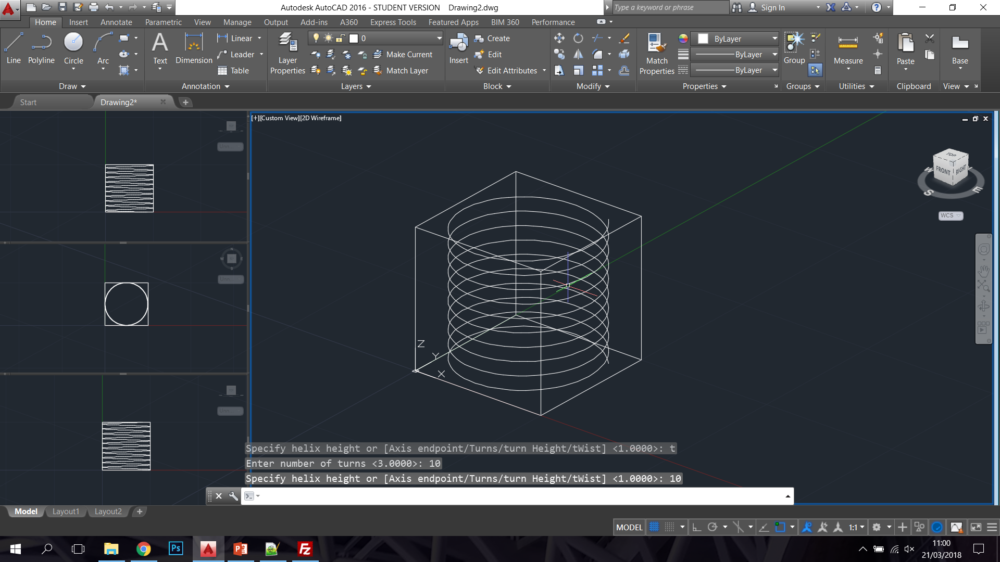 Autodesk AutoCAD 2016 - STUDENT VERSION Drawing2.dwg
Type a keyword or phrase
Sign In
Home Insert Annotate Parametric View Manage Output Add-ins A360 Express Tools Featured Apps BIM 360 Performance
Line Polyline Circle Arc
Text Dimension
Linear
Leader
Table
Layer Properties
0
Make Current
Match Layer
Insert
Create
Edit
Edit Attributes
Match Properties
ByLayer
ByLayer
ByLayer
Group
Measure
Paste
Base
Draw Annotation Layers Block Modify Properties Groups Utilities Clipboard View
Start Drawing2*
[+][Custom View][2D Wireframe]
TOP
FRONT
RIGHT
W
S
E
WCS
N
W
E
S
Z
Y
X
Specify helix height or [Axis endpoint/Turns/turn Height/tWist] <1.0000>: t
Enter number of turns <3.0000>: 10
Specify helix height or [Axis endpoint/Turns/turn Height/tWist] <1.0000>: 10
Model Layout1 Layout2
MODEL
1:1
Ps
11:00
21/03/2018